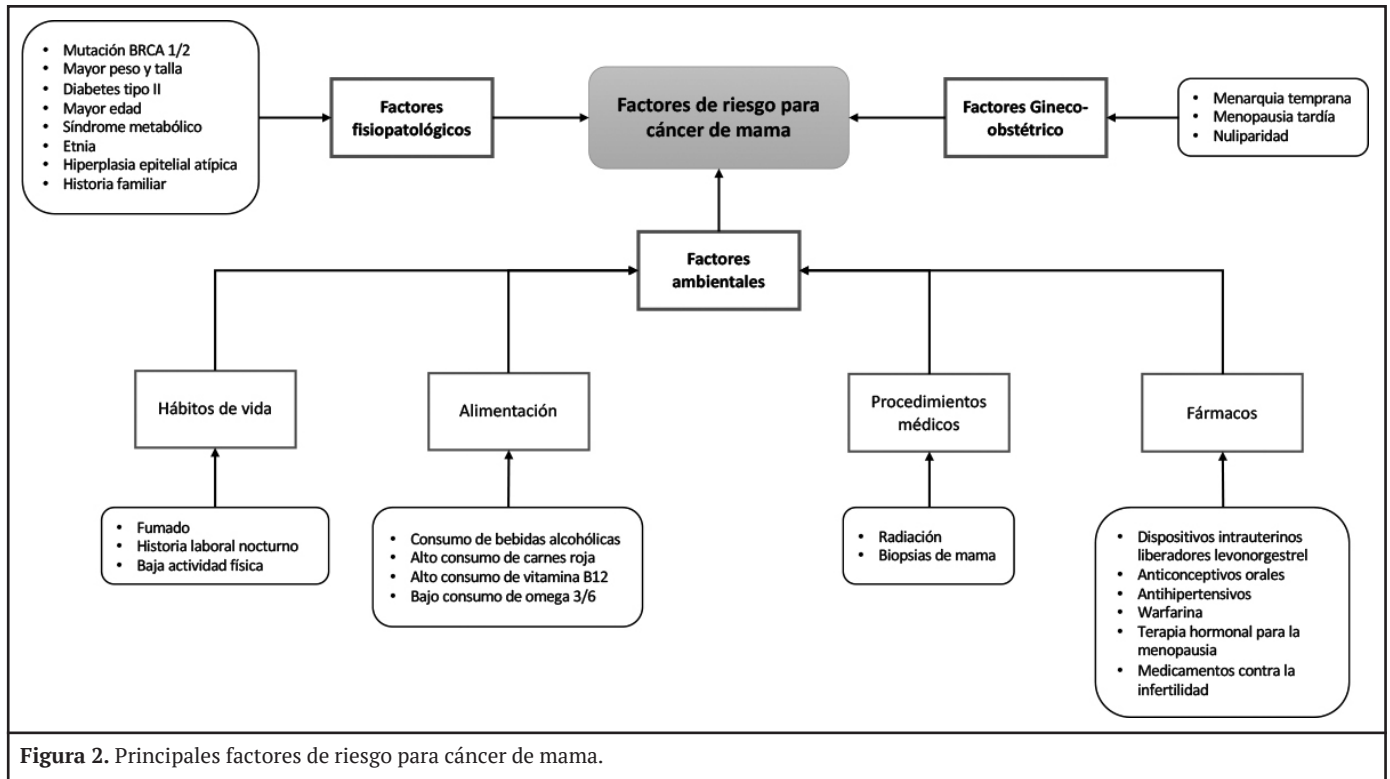 • Mutación BRCA 1/2
• Mayor peso y talla
• Diabetes tipo II
• Mayor edad
• Síndrome metabólico
• Etnia
• Hiperplasia epitelial atípica
• Historia familiar
Factores
fisiopatológicos
Factores de riesgo para
cáncer de mama
Factores Gineco-
obstétrico
• Menarquia temprana
• Menopausia tardía
• Nuliparidad
Factores
ambientales
Hábitos de vida
Alimentación
Procedimientos
médicos
Fármacos
• Fumado
• Historia laboral nocturno
• Baja actividad física
• Consumo de bebidas alcohólicas
• Alto consumo de carnes roja
• Alto consumo de vitamina B12
• Bajo consumo de omega 3/6
• Radiación
• Biopsias de mama
• Dispositivos intrauterinos
liberadores levonorgestrel
• Anticonceptivos orales
• Antihipertensivos
• Warfarina
• Terapia hormonal para la
menopausia
• Medicamentos contra la
infertilidad
Figura 2. Principales factores de riesgo para cáncer de mama.